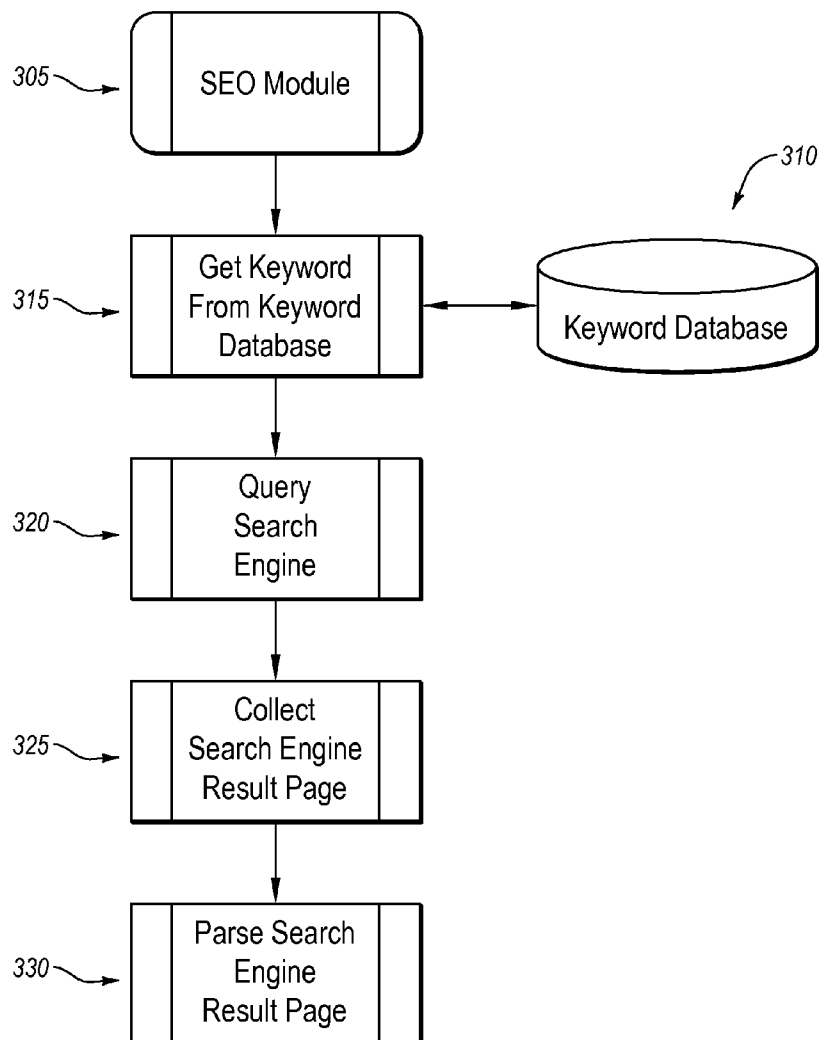 305
SEO Module
310
315
Get Keyword
From Keyword
Database
Keyword Database
320
Query
Search
Engine
325
Collect
Search Engine
Result Page
330
Parse Search
Engine
Result Page